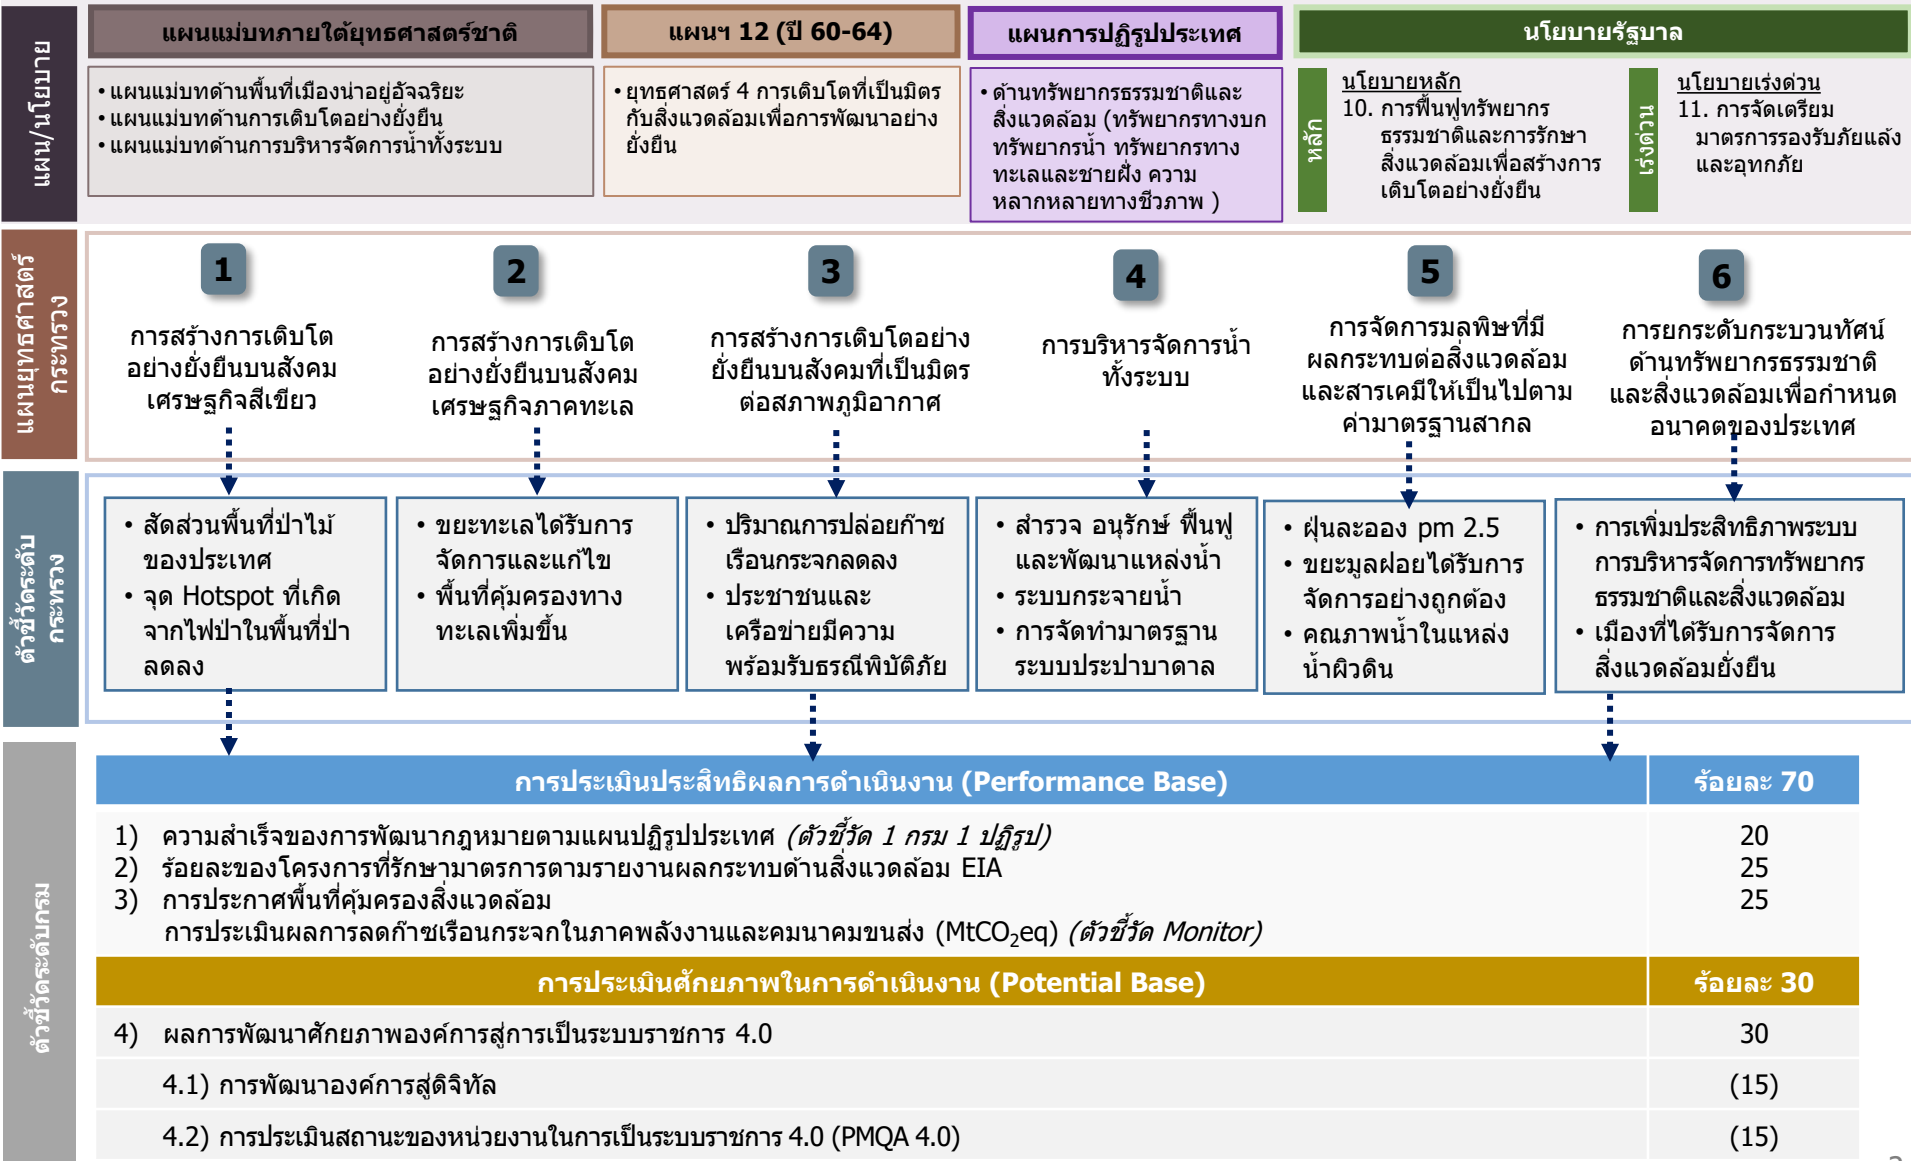 แผน/นโยบาย
แผนแม่บทภายใต้ยุทธศาสตร์ชาติ
• แผนแม่บทด้านพื้นที่เมืองน่าอยู่อัจฉริยะ
• แผนแม่บทด้านการเติบโตอย่างยั่งยืน
• แผนแม่บทด้านการบริหารจัดการน้ำทั้งระบบ
แผนฯ 12 (ปี 60-64)
• ยุทธศาสตร์ 4 การเติบโตที่เป็นมิตร
กับสิ่งแวดล้อมเพื่อการพัฒนาอย่าง
ยั่งยืน
แผนการปฏิรูปประเทศ
• ด้านทรัพยากรธรรมชาติและ
สิ่งแวดล้อม (ทรัพยากรทางบก
ทรัพยากรน้ำ ทรัพยากรทาง
ทะเลและชายฝั่ง ความ
หลากหลายทางชีวภาพ )
นโยบายรัฐบาล
หลัก
นโยบายหลัก
10. การฟื้นฟูทรัพยากร
ธรรมชาติและการรักษา
สิ่งแวดล้อมเพื่อสร้างการ
เติบโตอย่างยั่งยืน
เร่งด่วน
นโยบายเร่งด่วน
11. การจัดเตรียม
มาตรการรองรับภัยแล้ง
และอุทกภัย
แผนยุทธศาสตร์
กระทรวง
1
การสร้างการเติบโต
อย่างยั่งยืนบนสังคม
เศรษฐกิจสีเขียว
2
การสร้างการเติบโต
อย่างยั่งยืนบนสังคม
เศรษฐกิจภาคทะเล
3
การสร้างการเติบโตอย่าง
ยั่งยืนบนสังคมที่เป็นมิตร
ต่อสภาพภูมิอากาศ
4
การบริหารจัดการน้ำ
ทั้งระบบ
5
การจัดการมลพิษที่มี
ผลกระทบต่อสิ่งแวดล้อม
และสารเคมีให้เป็นไปตาม
ค่ามาตรฐานสากล
6
การยกระดับกระบวนทัศน์
ด้านทรัพยากรธรรมชาติ
และสิ่งแวดล้อมเพื่อกำหนด
อนาคตของประเทศ
ตัวชี้วัดระดับ
กระทรวง
• สัดส่วนพื้นที่ป่าไม้
ของประเทศ
• จุด Hotspot ที่เกิด
จากไฟป่าในพื้นที่ป่า
ลดลง
• ขยะทะเลได้รับการ
จัดการและแก้ไข
• พื้นที่คุ้มครองทาง
ทะเลเพิ่มขึ้น
• ปริมาณการปล่อยก๊าซ
เรือนกระจกลดลง
• ประชาชนและ
เครือข่ายมีความ
พร้อมรับธรณีพิบัติภัย
• สำรวจ อนุรักษ์ ฟื้นฟู
และพัฒนาแหล่งน้ำ
• ระบบกระจายน้ำ
• การจัดทำมาตรฐาน
ระบบประปาบาดาล
• ฝุ่นละออง pm 2.5
• ขยะมูลฝอยได้รับการ
จัดการอย่างถูกต้อง
• คุณภาพน้ำในแหล่ง
น้ำผิวดิน
• การเพิ่มประสิทธิภาพระบบ
การบริหารจัดการทรัพยากร
ธรรมชาติและสิ่งแวดล้อม
• เมืองที่ได้รับการจัดการ
สิ่งแวดล้อมยั่งยืน
ตัวชี้วัดระดับกรม
การประเมินประสิทธิผลการดำเนินงาน (Performance Base) ร้อยละ 70
1) ความสำเร็จของการพัฒนากฎหมายตามแผนปฏิรูปประเทศ (ตัวชี้วัด 1 กรม 1 ปฏิรูป) 20
2) ร้อยละของโครงการที่รักษามาตรการตามรายงานผลกระทบด้านสิ่งแวดล้อม EIA 25
3) การประกาศพื้นที่คุ้มครองสิ่งแวดล้อม 25
การประเมินผลการลดก๊าซเรือนกระจกในภาคพลังงานและคมนาคมขนส่ง (MtCO₂eq) (ตัวชี้วัด Monitor)
การประเมินศักยภาพในการดำเนินงาน (Potential Base) ร้อยละ 30
4) ผลการพัฒนาศักยภาพองค์การสู่การเป็นระบบราชการ 4.0 30
4.1) การพัฒนาองค์การสู่ดิจิทัล (15)
4.2) การประเมินสถานะของหน่วยงานในการเป็นระบบราชการ 4.0 (PMQA 4.0) (15)